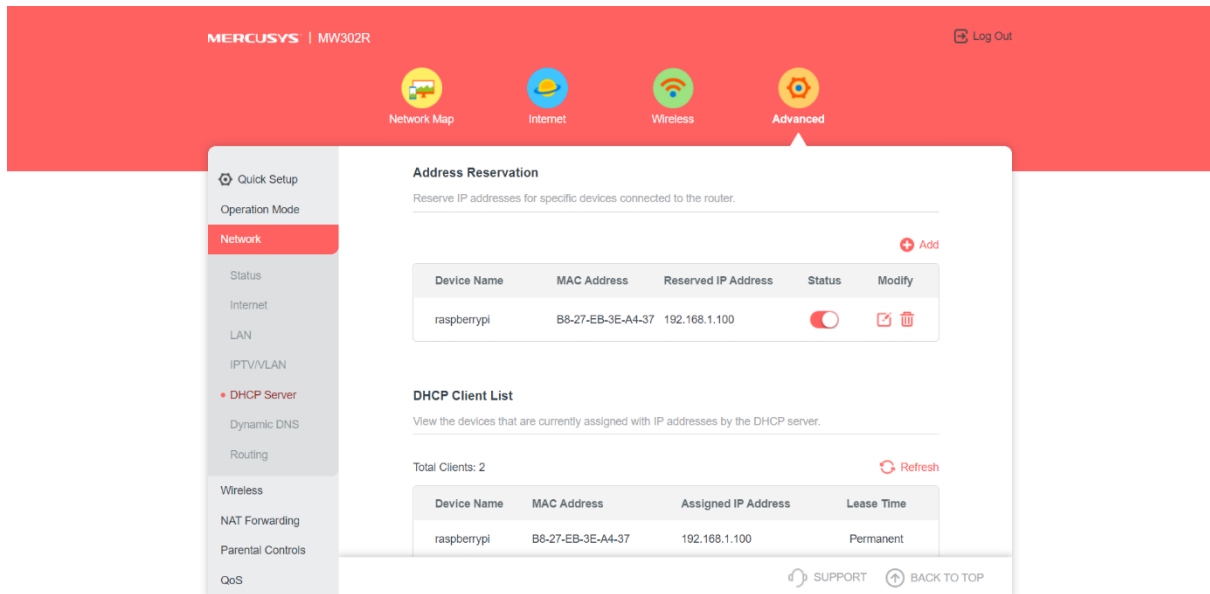 MERCUSYS | MW302R
Log Out
Network Map
Internet
Wireless
Advanced
Quick Setup
Operation Mode
Network
Status
Internet
LAN
IPTV/VLAN
DHCP Server
Dynamic DNS
Routing
Wireless
NAT Forwarding
Parental Controls
QoS
Address Reservation
Reserve IP addresses for specific devices connected to the router.
Add
Device Name MAC Address Reserved IP Address Status Modify
raspberrypi B8-27-EB-3E-A4-37 192.168.1.100
DHCP Client List
View the devices that are currently assigned with IP addresses by the DHCP server.
Total Clients: 2
Refresh
Device Name MAC Address Assigned IP Address Lease Time
raspberrypi B8-27-EB-3E-A4-37 192.168.1.100 Permanent
SUPPORT
BACK TO TOP